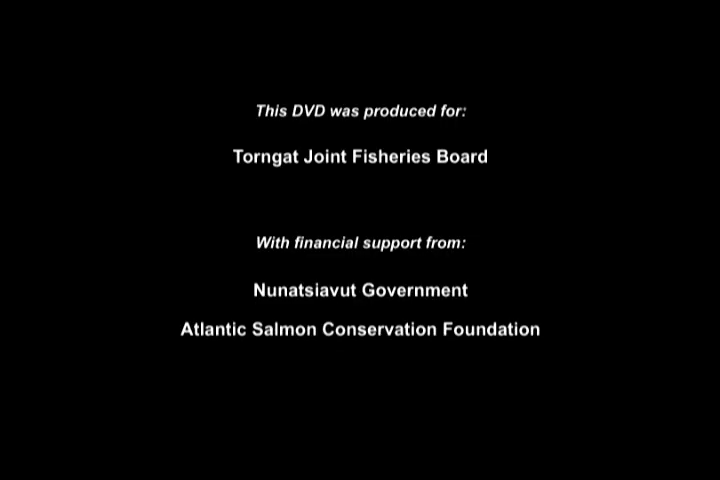 This DVD was produced for:
Torngat Joint Fisheries Board
With financial support from:
Nunatsiavut Government
Atlantic Salmon Conservation Foundation